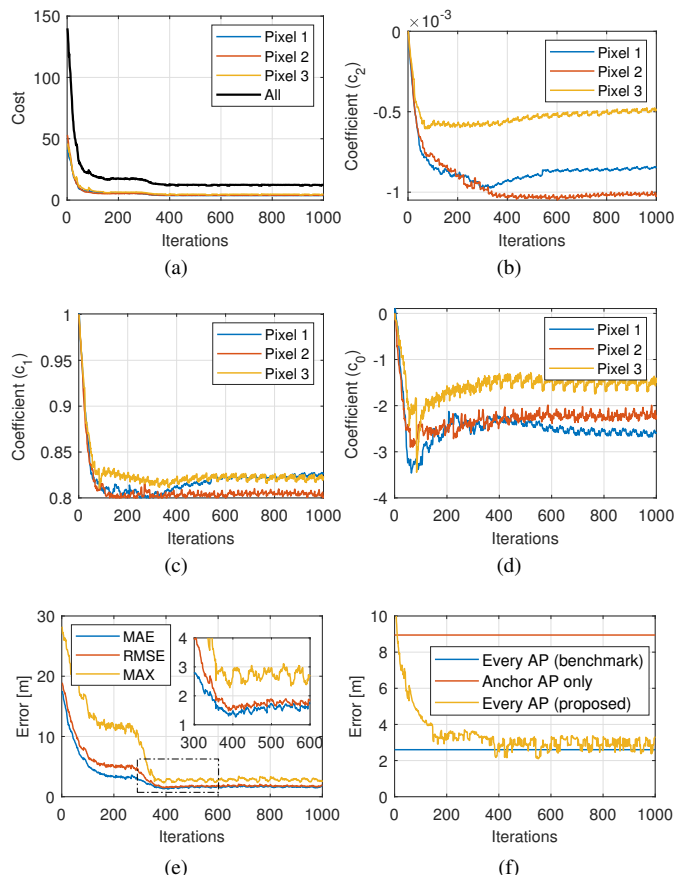 150
100
50
0
0 200 400 600 800 1000
Cost
Iterations
Pixel 1
Pixel 2
Pixel 3
All
(a)
×10⁻³
0
-0.5
-1
0 200 400 600 800 1000
Coefficient (c₂)
Iterations
Pixel 1
Pixel 2
Pixel 3
(b)
1
0.95
0.9
0.85
0.8
0 200 400 600 800 1000
Coefficient (c₁)
Iterations
Pixel 1
Pixel 2
Pixel 3
(c)
0
-1
-2
-3
-4
0 200 400 600 800 1000
Coefficient (c₀)
Iterations
Pixel 1
Pixel 2
Pixel 3
(d)
30
20
10
0
0 200 400 600 800 1000
Error [m]
Iterations
MAE
RMSE
MAX
4
3
2
1
300 400 500 600
(e)
10
8
6
4
2
0
0 200 400 600 800 1000
Error [m]
Iterations
Every AP (benchmark)
Anchor AP only
Every AP (proposed)
(f)